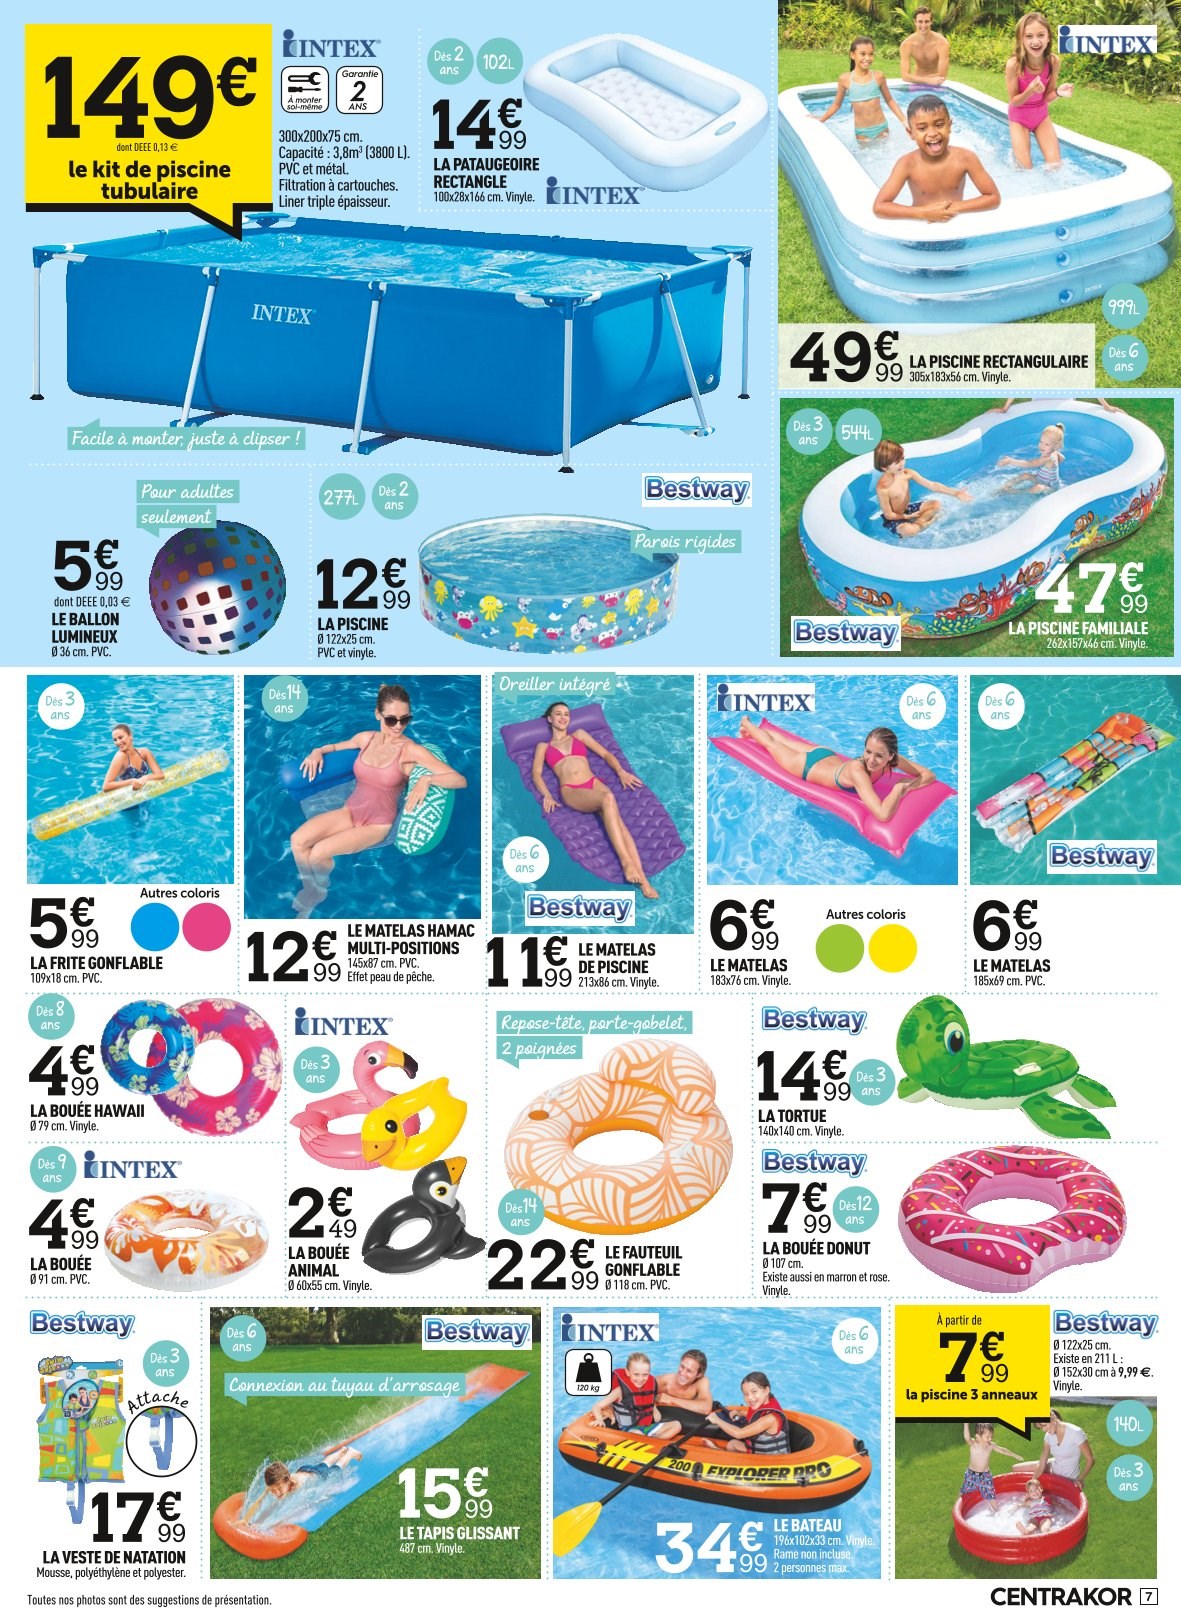 149€
dont DEEE 0,13 €
le kit de piscine
tubulaire
INTEX
À monter
soi-même
Garantie
2
ANS
300x200x75 cm.
Capacité : 3,8m³ (3800 L).
PVC et métal.
Filtration à cartouches.
Liner triple épaisseur.
INTEX
Facile à monter, juste à clipser !
Dès 2
ans
102L
14€99
LA PATAUGEOIRE
RECTANGLE
100x28x166 cm. Vinyle.
INTEX
INTEX
999L
Dès 6
ans
49€99
LA PISCINE RECTANGULAIRE
305x183x56 cm. Vinyle.
Pour adultes
seulement
5€99
dont DEEE 0,03 €
LE BALLON
LUMINEUX
Ø 36 cm. PVC.
277L
Dès 2
ans
Bestway
Parois rigides
12€99
LA PISCINE
Ø 122x25 cm.
PVC et vinyle.
Dès 3
ans
544L
Bestway
47€99
LA PISCINE FAMILIALE
262x157x46 cm. Vinyle.
Dès 3
ans
Autres coloris
5€99
LA FRITE GONFLABLE
109x18 cm. PVC.
Dès 14
ans
12€99
LE MATELAS HAMAC
MULTI-POSITIONS
145x87 cm. PVC.
Effet peau de pêche.
Oreiller intégré
Dès 6
ans
Bestway
11€99
LE MATELAS
DE PISCINE
213x86 cm. Vinyle.
INTEX
Dès 6
ans
6€99
Autres coloris
LE MATELAS
183x76 cm. Vinyle.
Dès 6
ans
Bestway
6€99
LE MATELAS
185x69 cm. PVC.
Dès 8
ans
4€99
LA BOUÉE HAWAII
Ø 79 cm. Vinyle.
Dès 9
ans
INTEX
4€99
LA BOUÉE
Ø 91 cm. PVC.
INTEX
Dès 3
ans
2€49
LA BOUÉE
ANIMAL
Ø 60x55 cm. Vinyle.
Repose-tête, porte-gobelet,
2 poignées
Dès 14
ans
22€99
LE FAUTEUIL
GONFLABLE
Ø 118 cm. PVC.
Bestway
14€99
Dès 3
ans
LA TORTUE
140x140 cm. Vinyle.
Bestway
7€99
Dès 12
ans
LA BOUÉE DONUT
Ø 107 cm.
Existe aussi en marron et rose.
Vinyle.
Bestway
Dès 3
ans
Attache
17€99
LA VESTE DE NATATION
Mousse, polyéthylène et polyester.
Dès 6
ans
Bestway
Connexion au tuyau d'arrosage
15€99
LE TAPIS GLISSANT
487 cm. Vinyle.
INTEX
120 kg
Dès 6
ans
200 EXPLORER PRO
34€99
LE BATEAU
196x102x33 cm. Vinyle.
Rame non incluse.
2 personnes max.
À partir de
7€99
la piscine 3 anneaux
Bestway
Ø 122x25 cm.
Existe en 211 L :
Ø 152x30 cm à 9,99 €.
Vinyle.
140L
Dès 3
ans
Toutes nos photos sont des suggestions de présentation.
CENTRAKOR 7